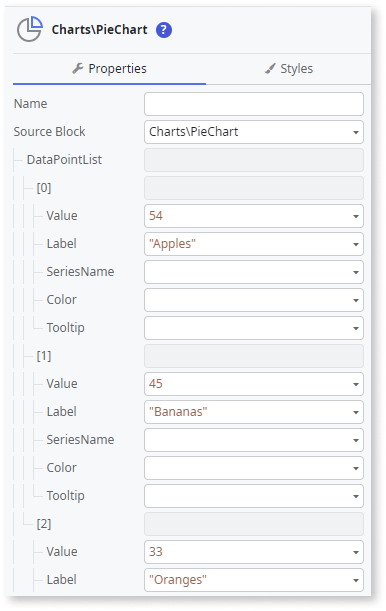 Charts\PieChart ?
Properties Styles
Name
Source Block Charts\PieChart
DataPointList
[0]
Value 54
Label "Apples"
SeriesName
Color
Tooltip
[1]
Value 45
Label "Bananas"
SeriesName
Color
Tooltip
[2]
Value 33
Label "Oranges"